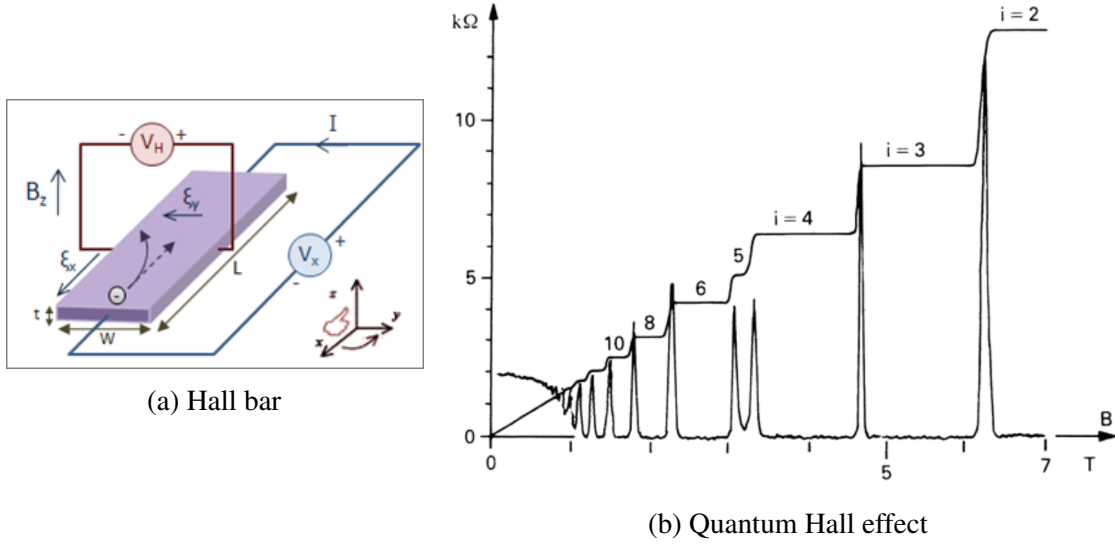 V_H
- +
I
B_z
ξ_y
ξ_x
V_x
+
-
L
-
t
W
z
y
x
(a) Hall bar
kΩ
10
5
0
i = 2
i = 3
i = 4
5
6
8
10
0
5
7
B
T
(b) Quantum Hall effect